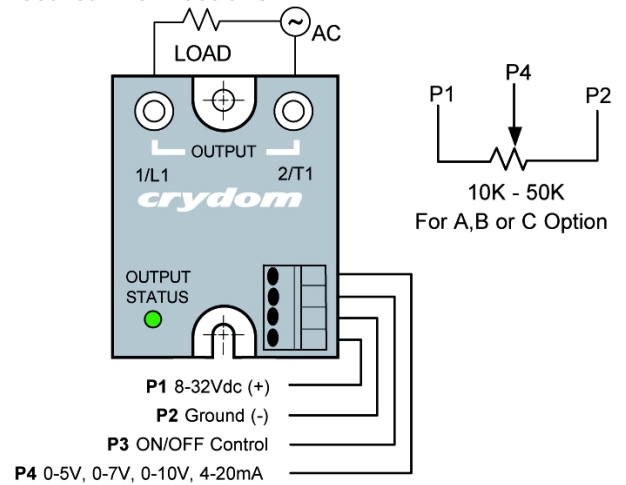 AC
LOAD
OUTPUT
1/L1
2/T1
crydom
OUTPUT
STATUS
P1 8-32Vdc (+)
P2 Ground (-)
P3 ON/OFF Control
P4 0-5V, 0-7V, 0-10V, 4-20mA
P4
P1
P2
10K - 50K
For A,B or C Option